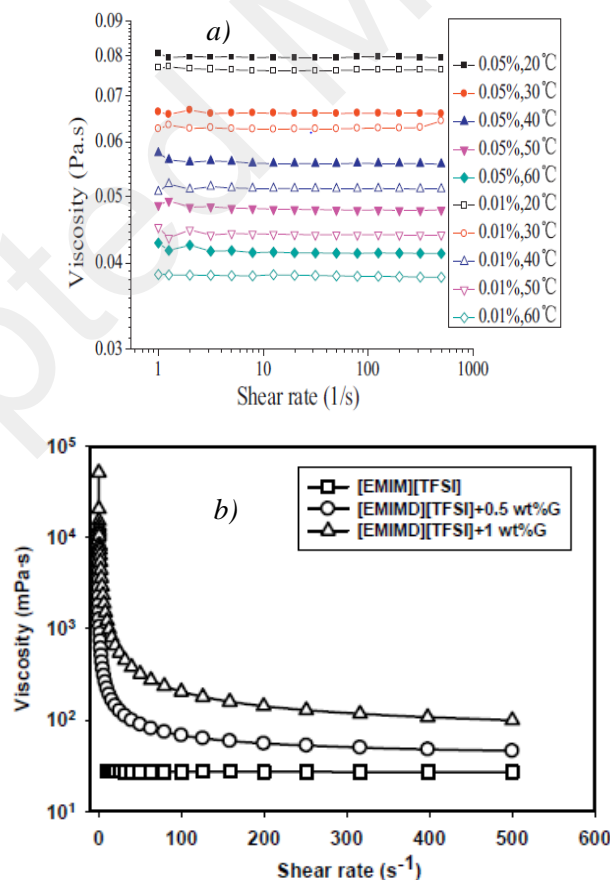 a)
0.09
0.08
0.07
0.06
0.05
0.04
0.03
Viscosity (Pa.s)
1 10 100 1000
Shear rate (1/s)
0.05%,20℃
0.05%,30℃
0.05%,40℃
0.05%,50℃
0.05%,60℃
0.01%,20℃
0.01%,30℃
0.01%,40℃
0.01%,50℃
0.01%,60℃
b)
10⁵
10⁴
10³
10²
10¹
Viscosity (mPa·s)
[EMIM][TFSI]
[EMIMD][TFSI]+0.5 wt%G
[EMIMD][TFSI]+1 wt%G
0 100 200 300 400 500 600
Shear rate (s⁻¹)